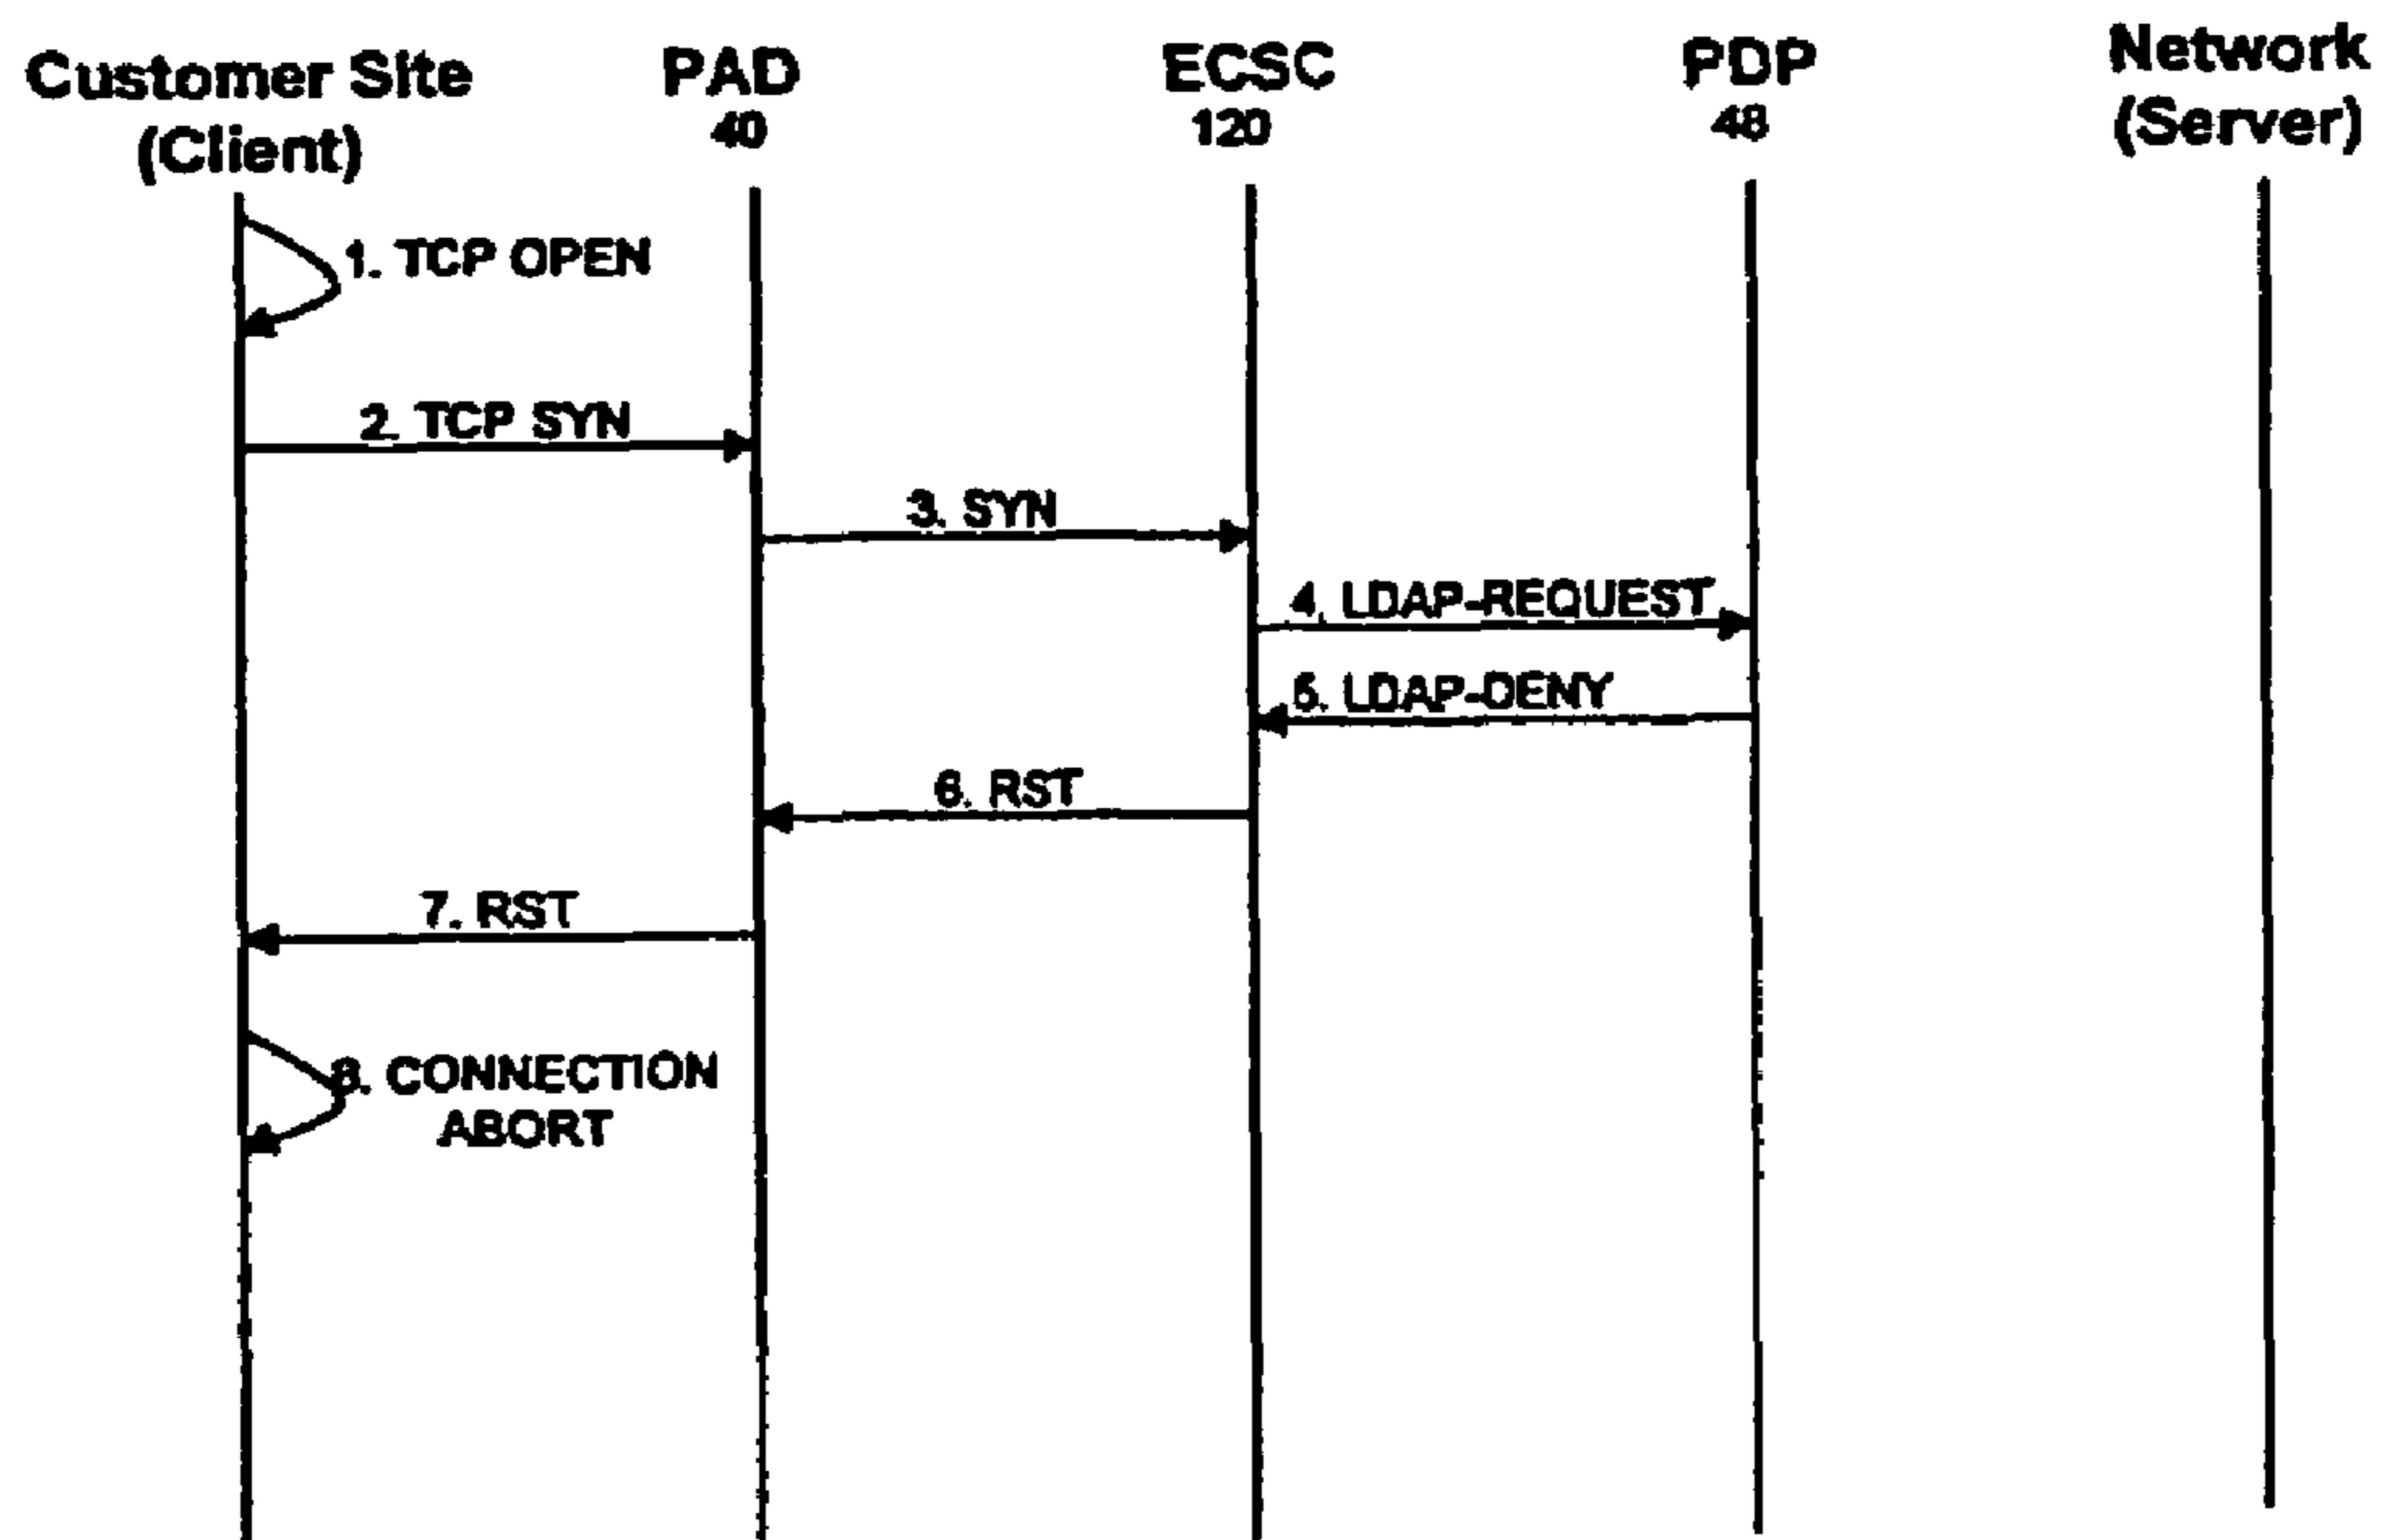 Customer Site
(Client)
PAD
40
ECSC
120
PDP
48
Network
(Server)
1. TCP OPEN
2. TCP SYN
3. SYN
4. LDAP-REQUEST
5. LDAP-DENY
6. RST
7. RST
8. CONNECTION
ABORT